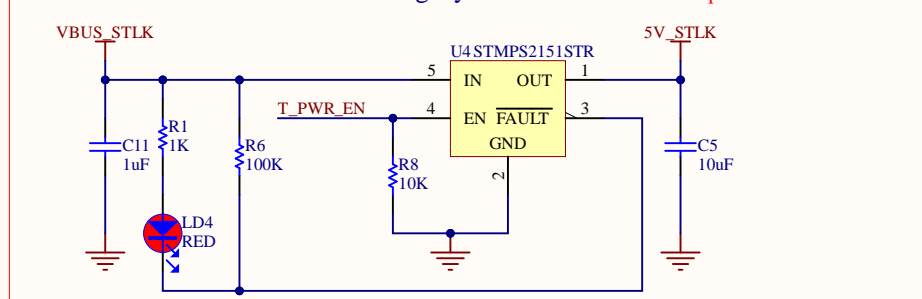 VBUS_STLK
5V_STLK
U4 STMPS2151STR
5
IN
OUT
1
T_PWR_EN
4
EN
FAULT
3
GND
2
C11
1uF
R1
1K
R6
100K
R8
10K
C5
10uF
LD4
RED